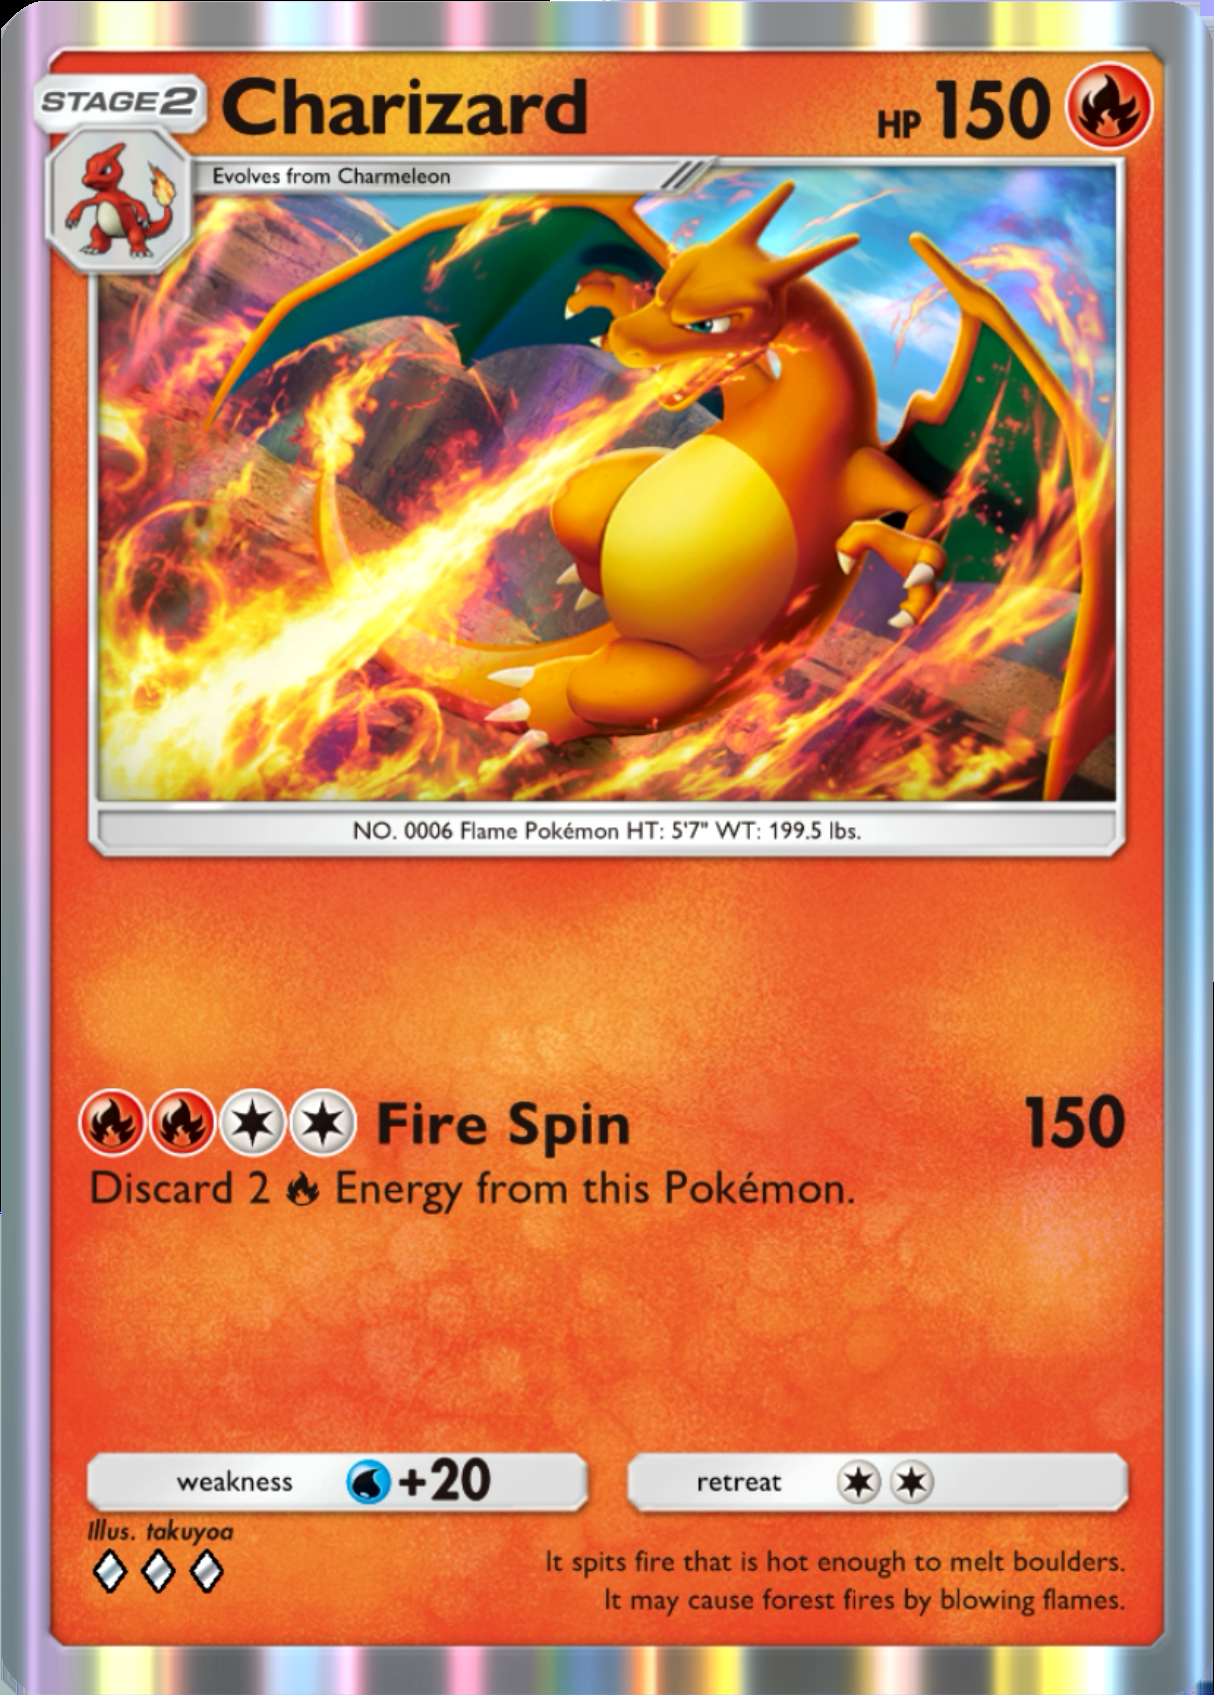 STAGE2 Charizard HP 150
Evolves from Charmeleon
NO. 0006 Flame Pokémon HT: 5'7" WT: 199.5 lbs.
Fire Spin 150
Discard 2 Energy from this Pokémon.
weakness +20 retreat
Illus. takuyoa
It spits fire that is hot enough to melt boulders.
It may cause forest fires by blowing flames.